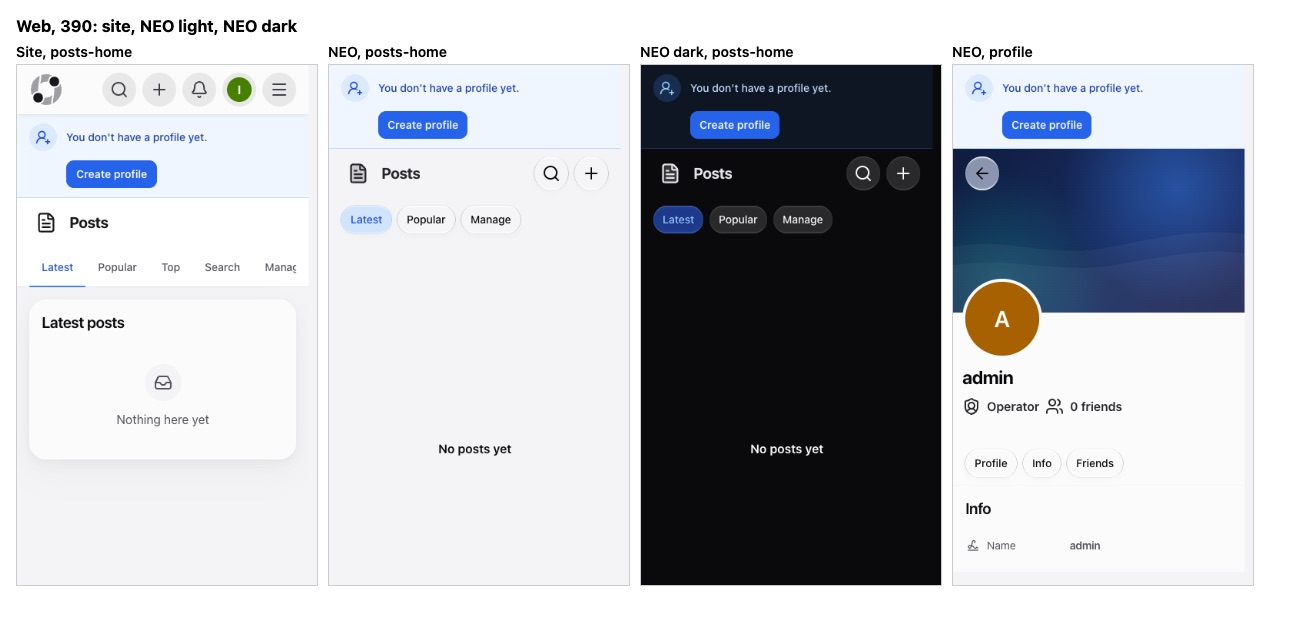 Web, 390: site, NEO light, NEO dark
Site, posts-home
I
You don't have a profile yet.
Create profile
Posts
Latest Popular Top Search Manag
Latest posts
Nothing here yet
NEO, posts-home
You don't have a profile yet.
Create profile
Posts
Latest Popular Manage
No posts yet
NEO dark, posts-home
You don't have a profile yet.
Create profile
Posts
Latest Popular Manage
No posts yet
NEO, profile
You don't have a profile yet.
Create profile
A
admin
Operator 0 friends
Profile Info Friends
Info
Name admin